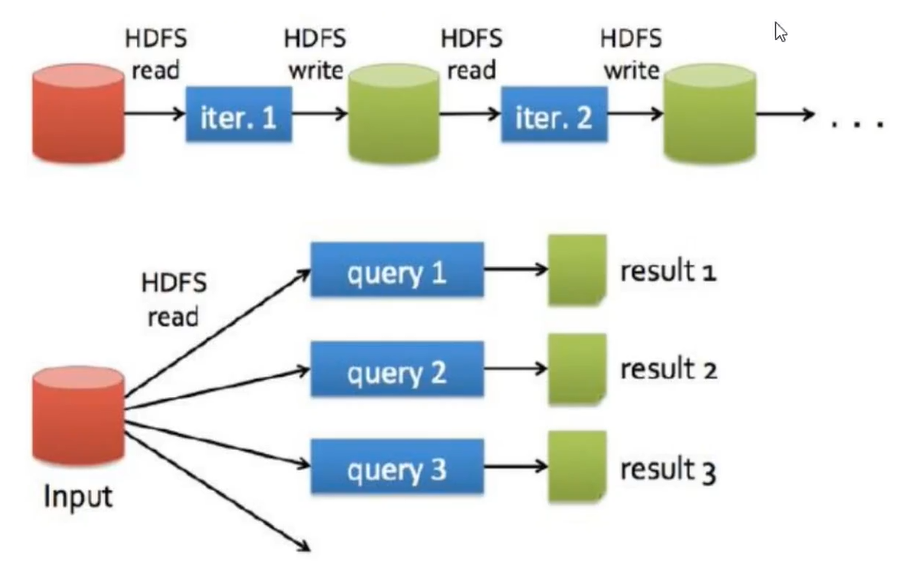 HDFS
read
HDFS
write
HDFS
read
HDFS
write
iter. 1
iter. 2
. . .
HDFS
read
query 1
result 1
query 2
result 2
query 3
result 3
Input